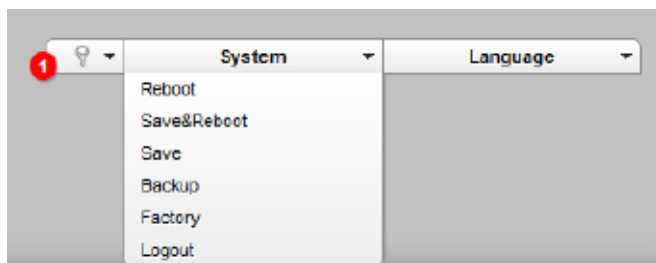 1
System
Language
Reboot
Save&Reboot
Save
Backup
Factory
Logout